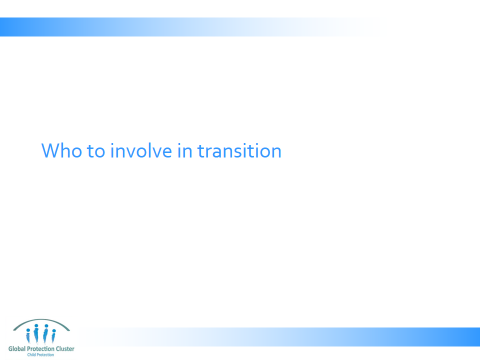 Who to involve in transition
Global Protection Cluster
Child Protection